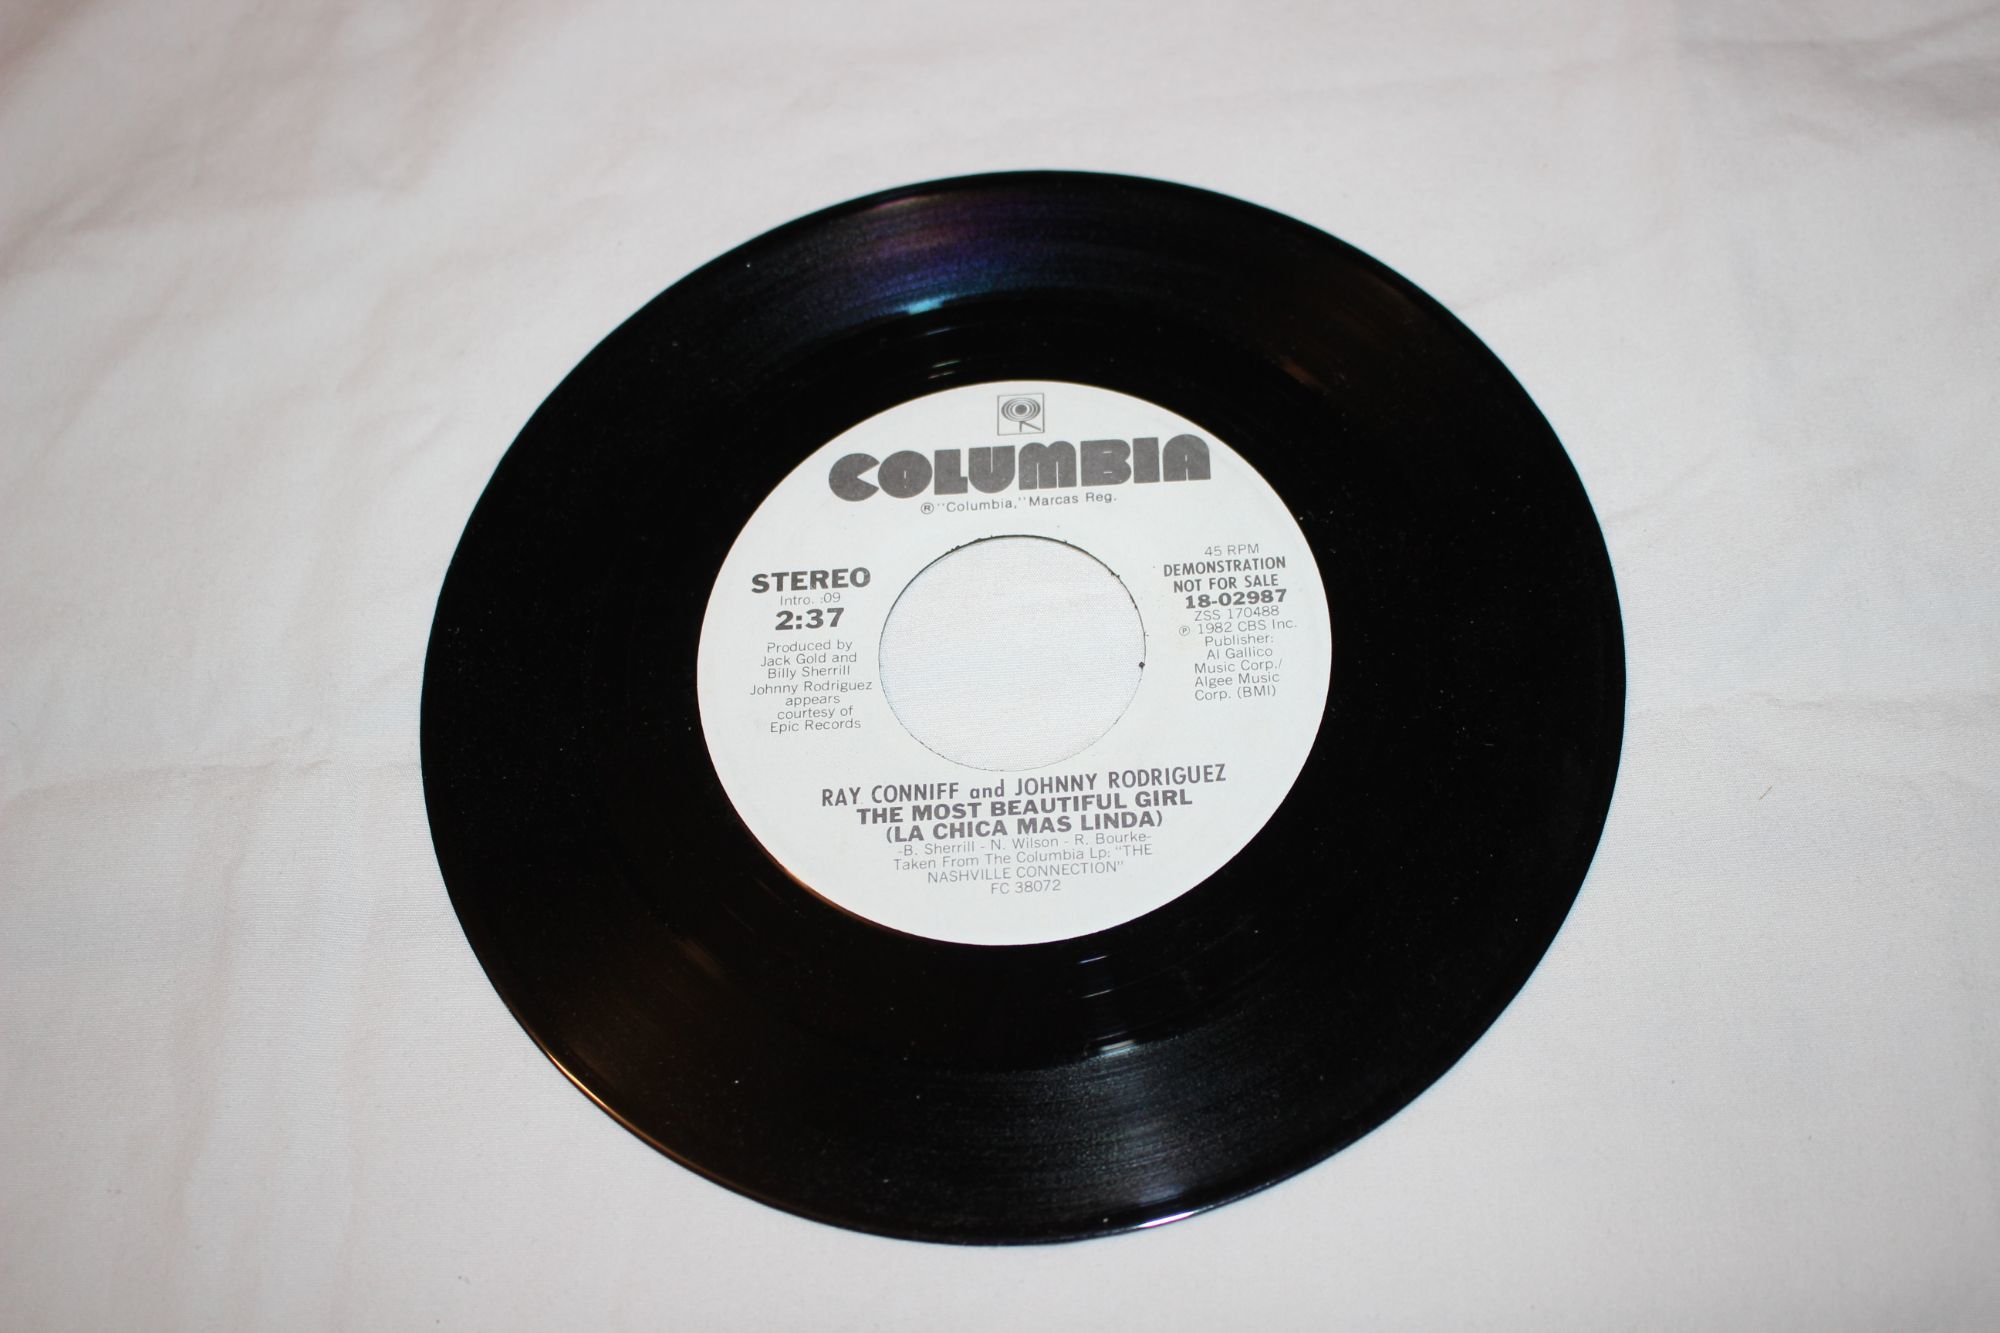 COLUMBIA
® "Columbia," Marcas Reg.
STEREO
Intro. :09
2:37
Produced by
Jack Gold and
Billy Sherrill
Johnny Rodriguez
appears
courtesy of
Epic Records
45 RPM
DEMONSTRATION
NOT FOR SALE
18-02987
ZSS 170488
℗ 1982 CBS Inc.
Publisher:
Al Gallico
Music Corp./
Algee Music
Corp. (BMI)
RAY CONNIFF and JOHNNY RODRIGUEZ
THE MOST BEAUTIFUL GIRL
(LA CHICA MAS LINDA)
-B. Sherrill - N. Wilson - R. Bourke-
Taken From The Columbia Lp: "THE
NASHVILLE CONNECTION"
FC 38072